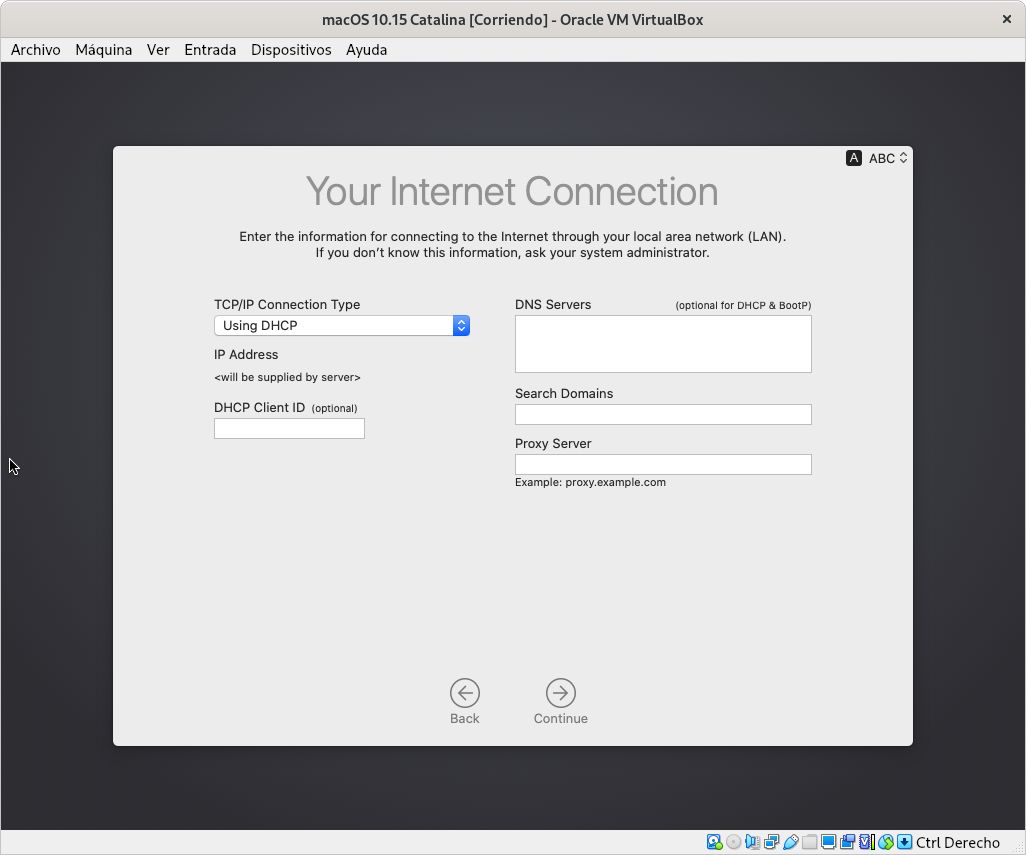 macOS 10.15 Catalina [Corriendo] - Oracle VM VirtualBox
Archivo Máquina Ver Entrada Dispositivos Ayuda
A ABC
Your Internet Connection
Enter the information for connecting to the Internet through your local area network (LAN).
If you don’t know this information, ask your system administrator.
TCP/IP Connection Type
Using DHCP
IP Address
<will be supplied by server>
DHCP Client ID (optional)
DNS Servers (optional for DHCP & BootP)
Search Domains
Proxy Server
Example: proxy.example.com
Back Continue
Ctrl Derecho